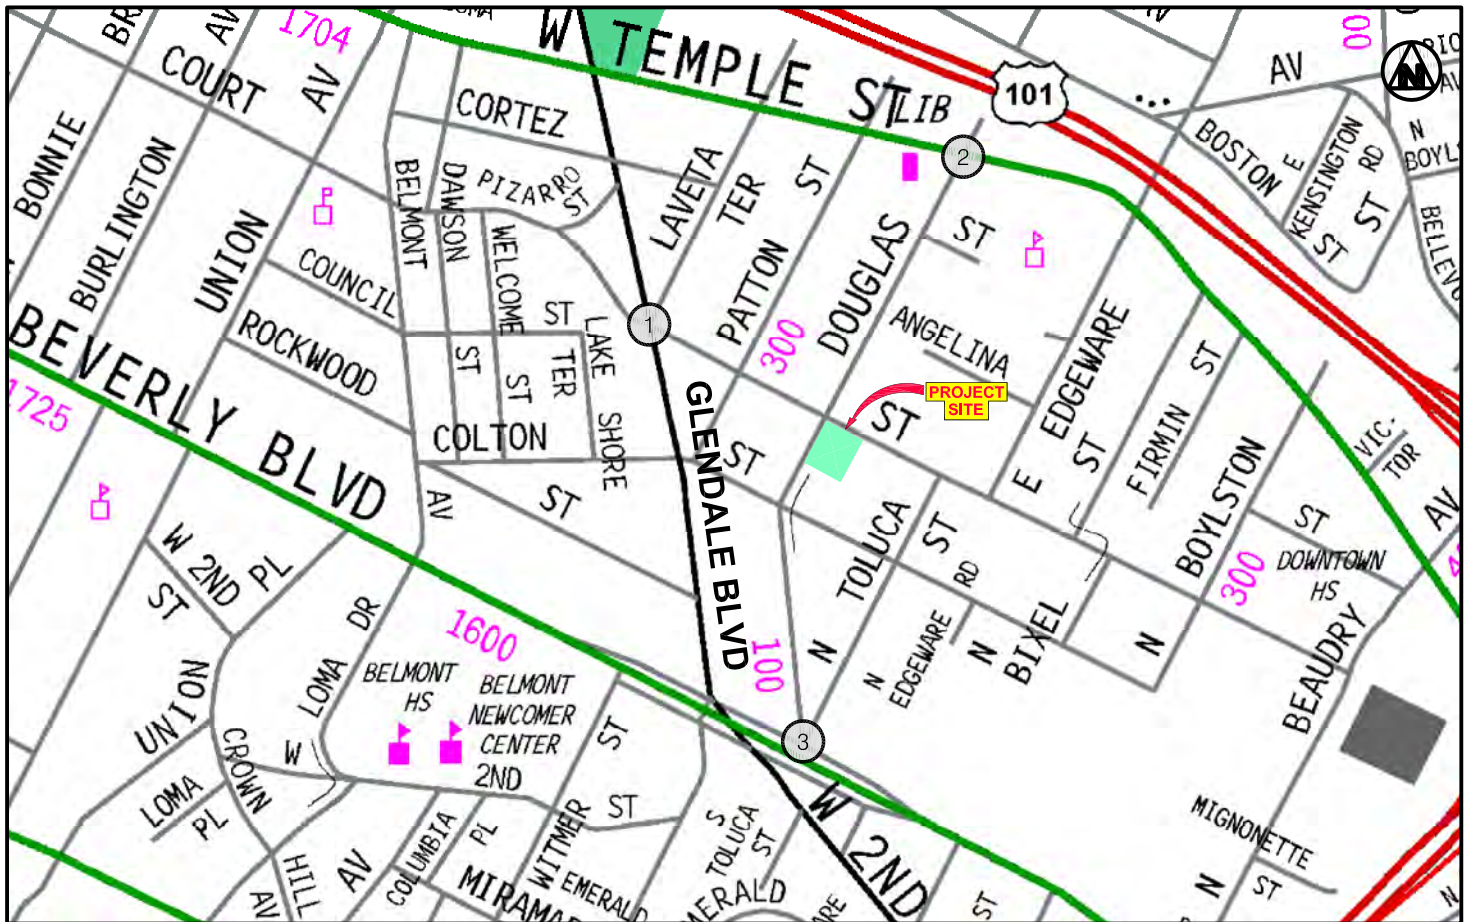 W TEMPLE ST
LIB
101
1704
COURT
AV
AV
CORTEZ
BONNIE
BURLINGTON
UNION
BELMONT
DAWSON
PIZARRO
ST
WELCOME
LAVETA
TER
PATTON
ST
2
DOUGLAS
ST
AV
BOSTON
E
KENSINGTON
ST
RD
ST
N
N
COUNCIL
ROCKWOOD
ST
ST
ST
TER
LAKE
SHORE
1
300
ANGELINA
EDGEWARE
E
PROJECT
SITE
ST
ST
FIRMIN
ST
VIC-
TOR
BEVERLY BLVD
1725
COLTON
AV
ST
GLENDALE BLVD
ST
TOLUCA
N
ST
RD
BOYLSTON
N
300
ST
DOWNTOWN
HS
AV
W 2ND PL
ST
DR
LOMA
1600
100
N
EDGEWARE
N
BIXEL
BEAUDRY
N
UNION
CROWN
HILL
AV
W
BELMONT
HS
BELMONT
NEWCOMER
CENTER
2ND
ST
ST
3
LOMA
PL
AV
COLUMBIA
PL
WITMER
EMERALD
S
TOLUCA
ST
W 2ND
ST
MIGNONETTE
ST
N